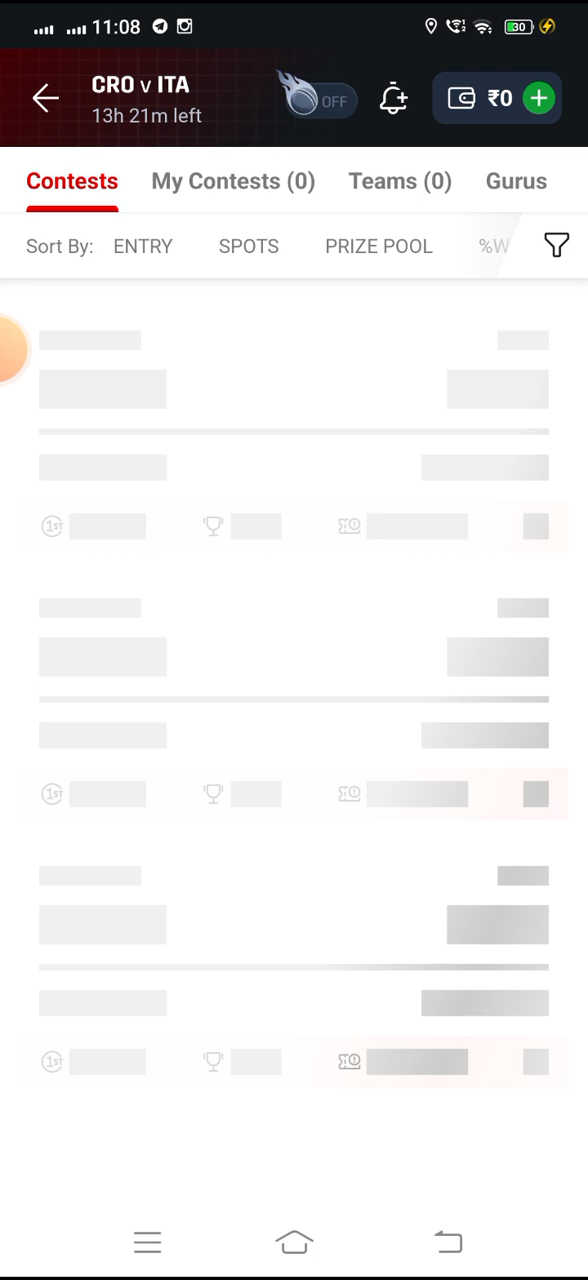 11:08
30
CRO v ITA
13h 21m left
OFF
₹0
Contests My Contests (0) Teams (0) Gurus
Sort By: ENTRY SPOTS PRIZE POOL %W
1ST
1ST
1ST